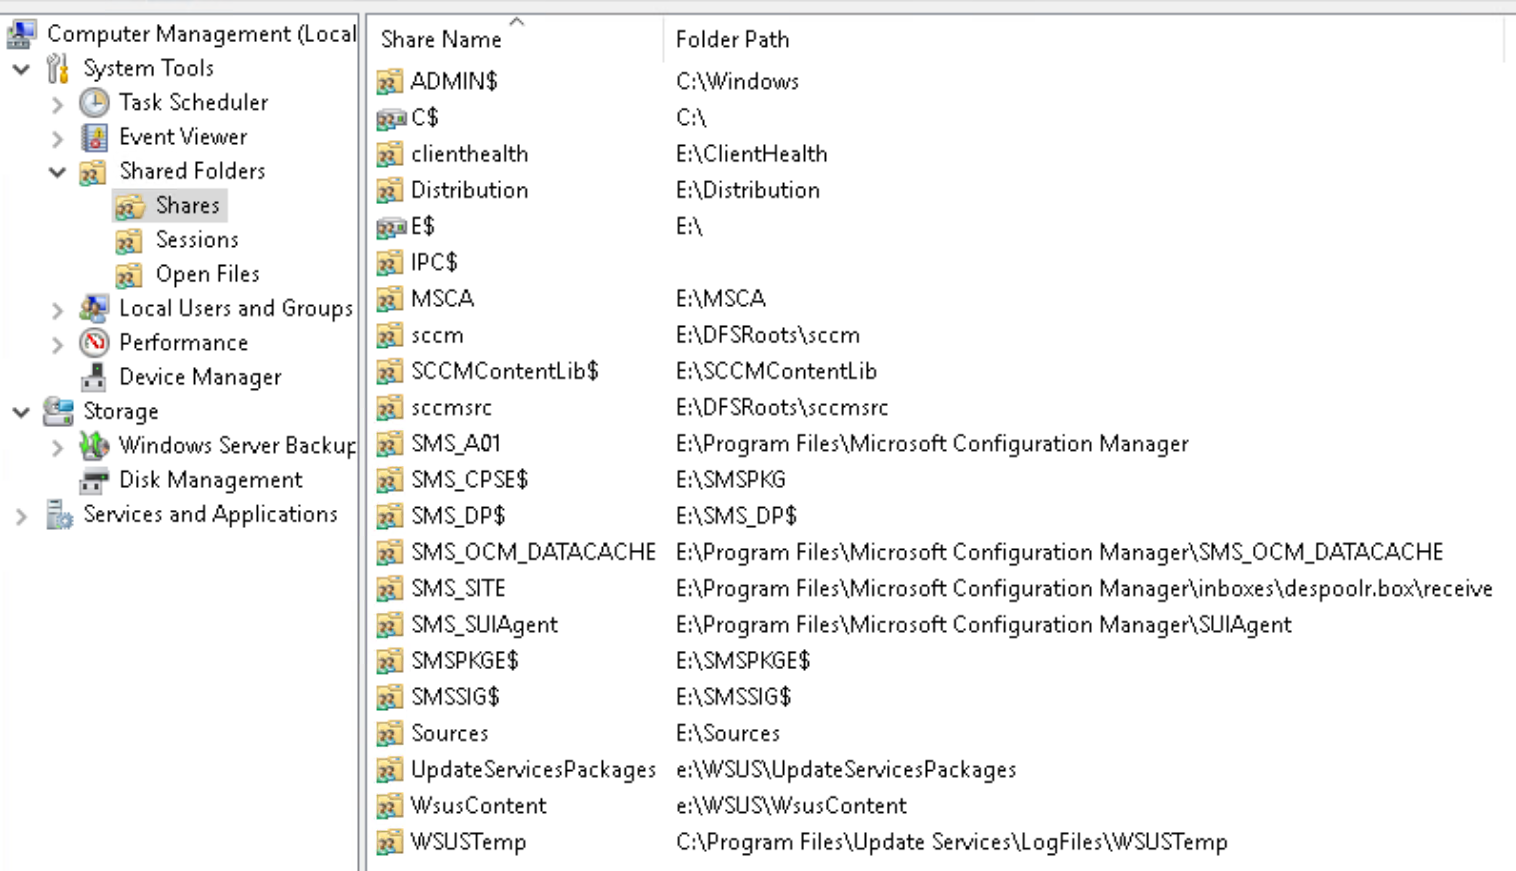 Computer Management (Local
System Tools
Task Scheduler
Event Viewer
Shared Folders
Shares
Sessions
Open Files
Local Users and Groups
Performance
Device Manager
Storage
Windows Server Backup
Disk Management
Services and Applications
Share Name Folder Path
ADMIN$ C:\Windows
C$ C:\
clienthealth E:\ClientHealth
Distribution E:\Distribution
E$ E:\
IPC$
MSCA E:\MSCA
sccm E:\DFSRoots\sccm
SCCMContentLib$ E:\SCCMContentLib
sccmsrc E:\DFSRoots\sccmsrc
SMS_A01 E:\Program Files\Microsoft Configuration Manager
SMS_CPSE$ E:\SMSPKG
SMS_DP$ E:\SMS_DP$
SMS_OCM_DATACACHE E:\Program Files\Microsoft Configuration Manager\SMS_OCM_DATACACHE
SMS_SITE E:\Program Files\Microsoft Configuration Manager\inboxes\despoolr.box\receive
SMS_SUIAgent E:\Program Files\Microsoft Configuration Manager\SUIAgent
SMSPKGE$ E:\SMSPKGE$
SMSSIG$ E:\SMSSIG$
Sources E:\Sources
UpdateServicesPackages e:\WSUS\UpdateServicesPackages
WsusContent e:\WSUS\WsusContent
WSUSTemp C:\Program Files\Update Services\LogFiles\WSUSTemp